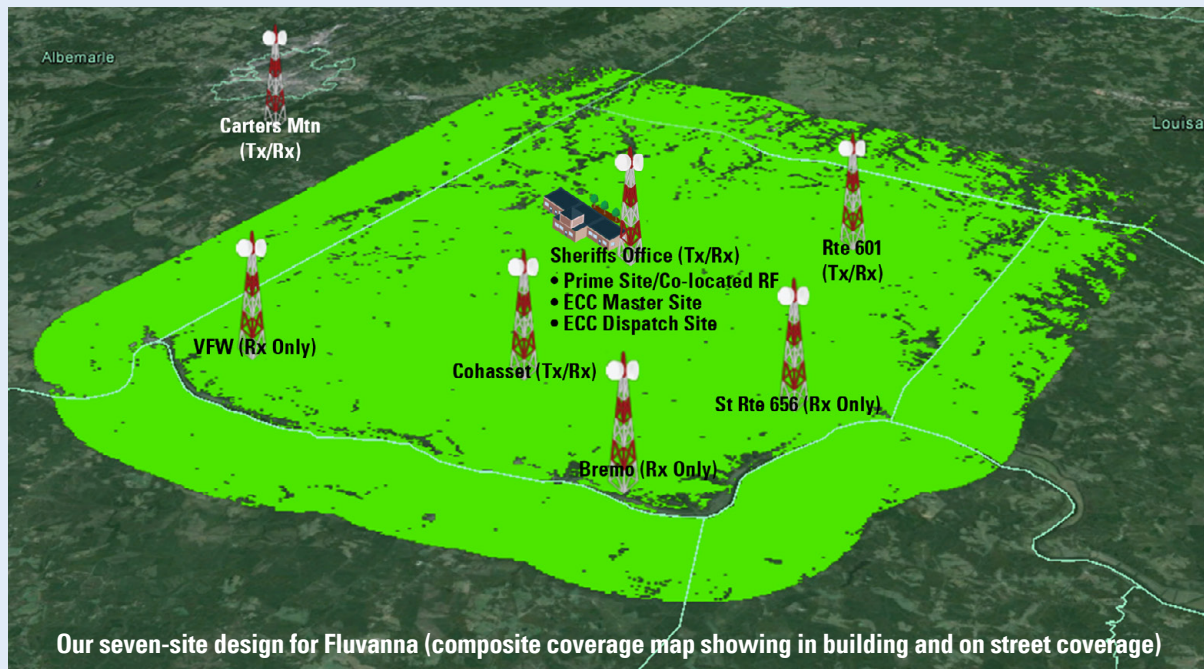 Albemarle
Carters Mtn
(Tx/Rx)
Louisa
Sheriffs Office (Tx/Rx)
• Prime Site/Co-located RF
• ECC Master Site
• ECC Dispatch Site
Rte 601
(Tx/Rx)
VFW (Rx Only)
Cohasset (Tx/Rx)
St Rte 656 (Rx Only)
Bremo (Rx Only)
Our seven-site design for Fluvanna (composite coverage map showing in building and on street coverage)